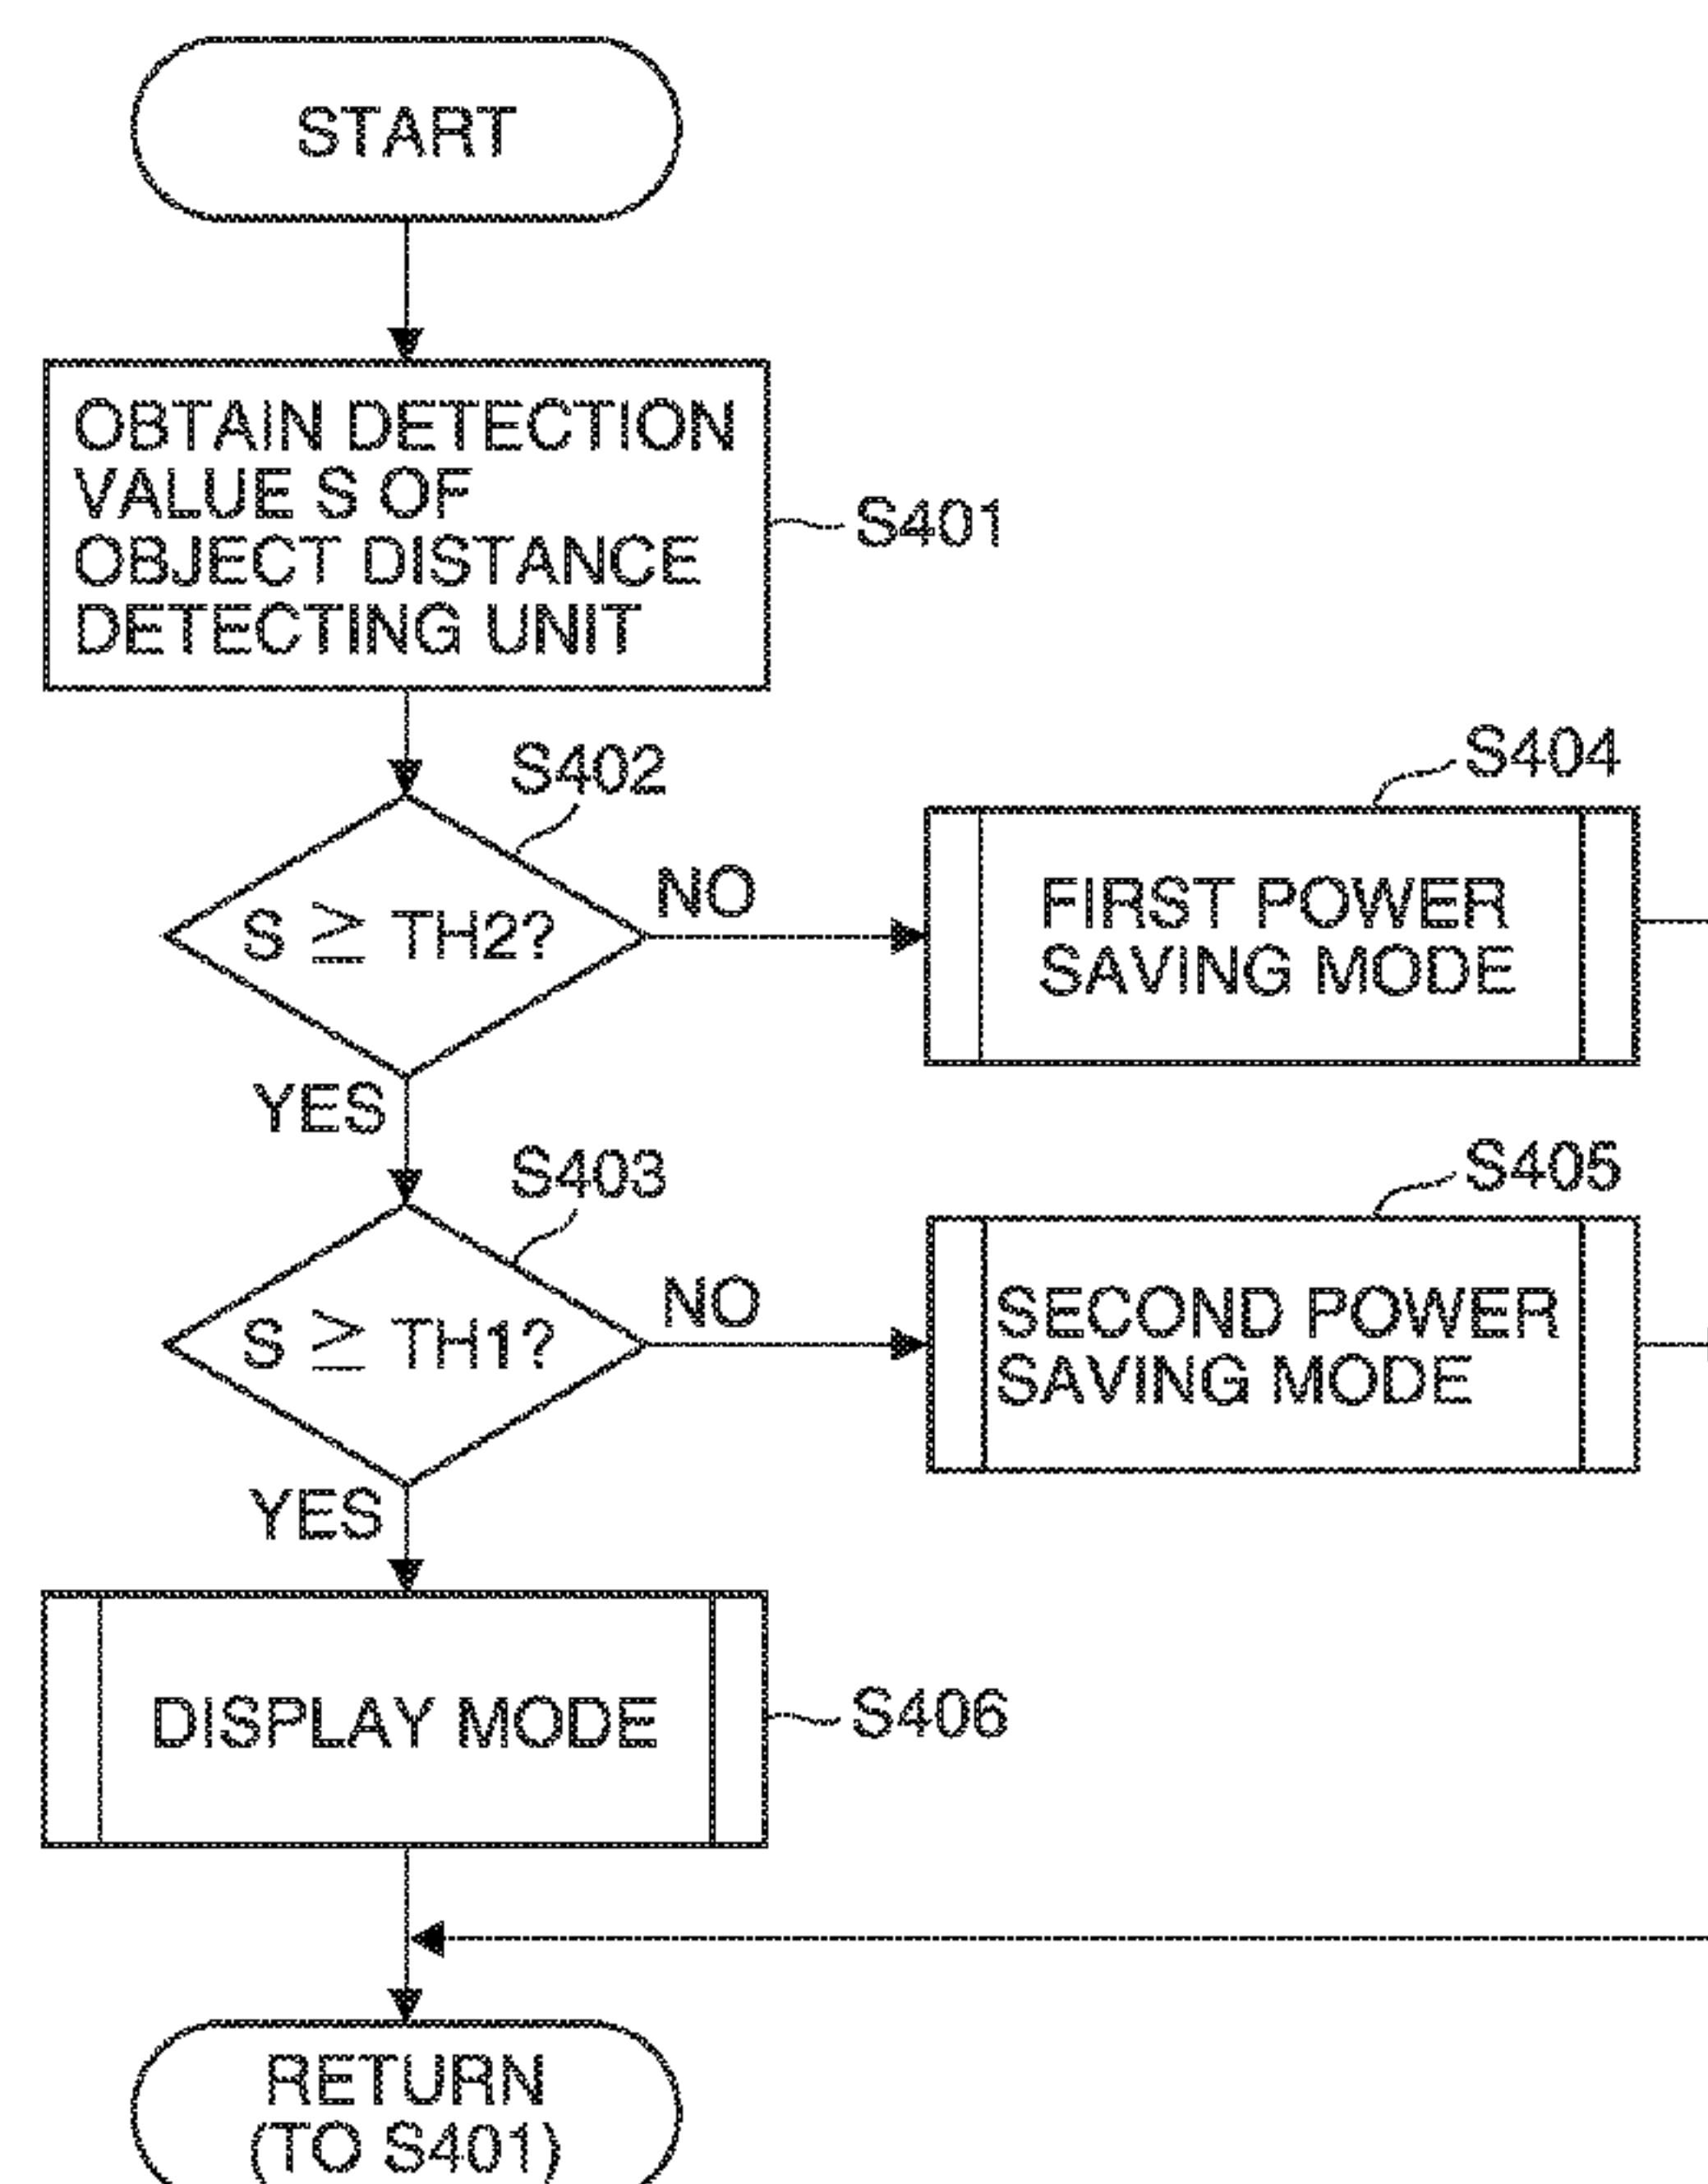 START
OBTAIN DETECTION
VALUE S OF
OBJECT DISTANCE
DETECTING UNIT
S401
S402
S ≥ TH2?
NO
YES
S404
FIRST POWER
SAVING MODE
S403
S ≥ TH1?
NO
YES
S405
SECOND POWER
SAVING MODE
DISPLAY MODE
S406
RETURN
(TO S401)